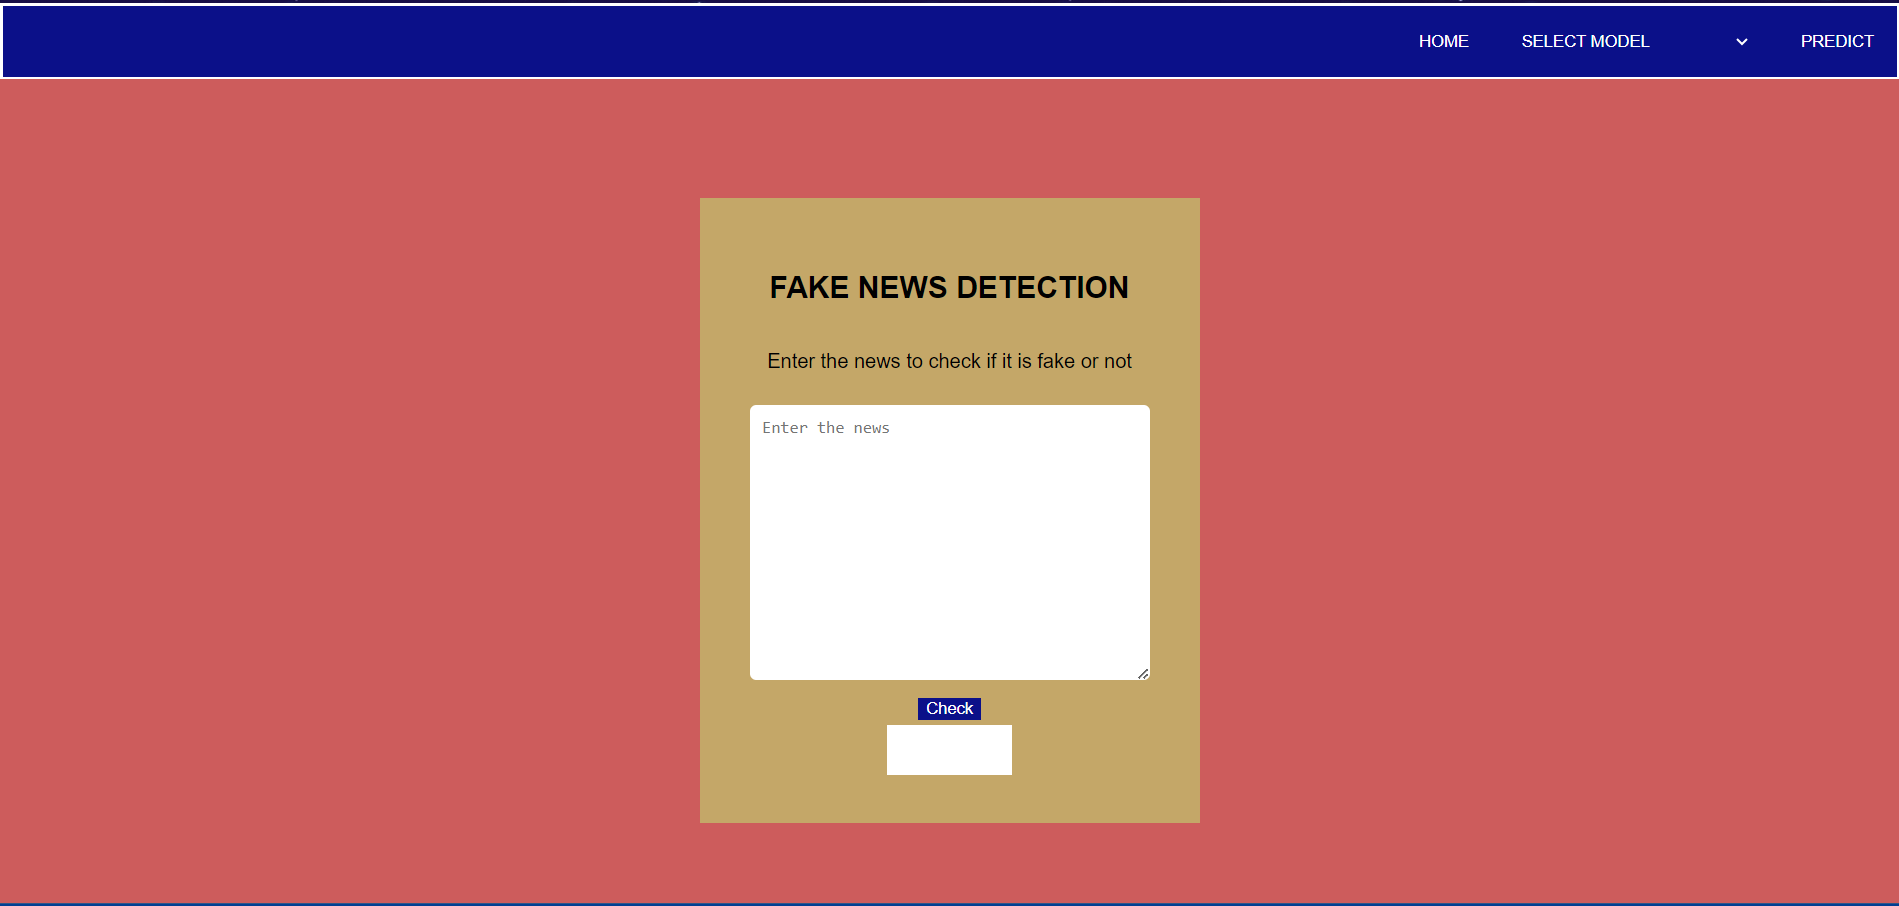 HOME SELECT MODEL PREDICT
FAKE NEWS DETECTION
Enter the news to check if it is fake or not
Enter the news
Check